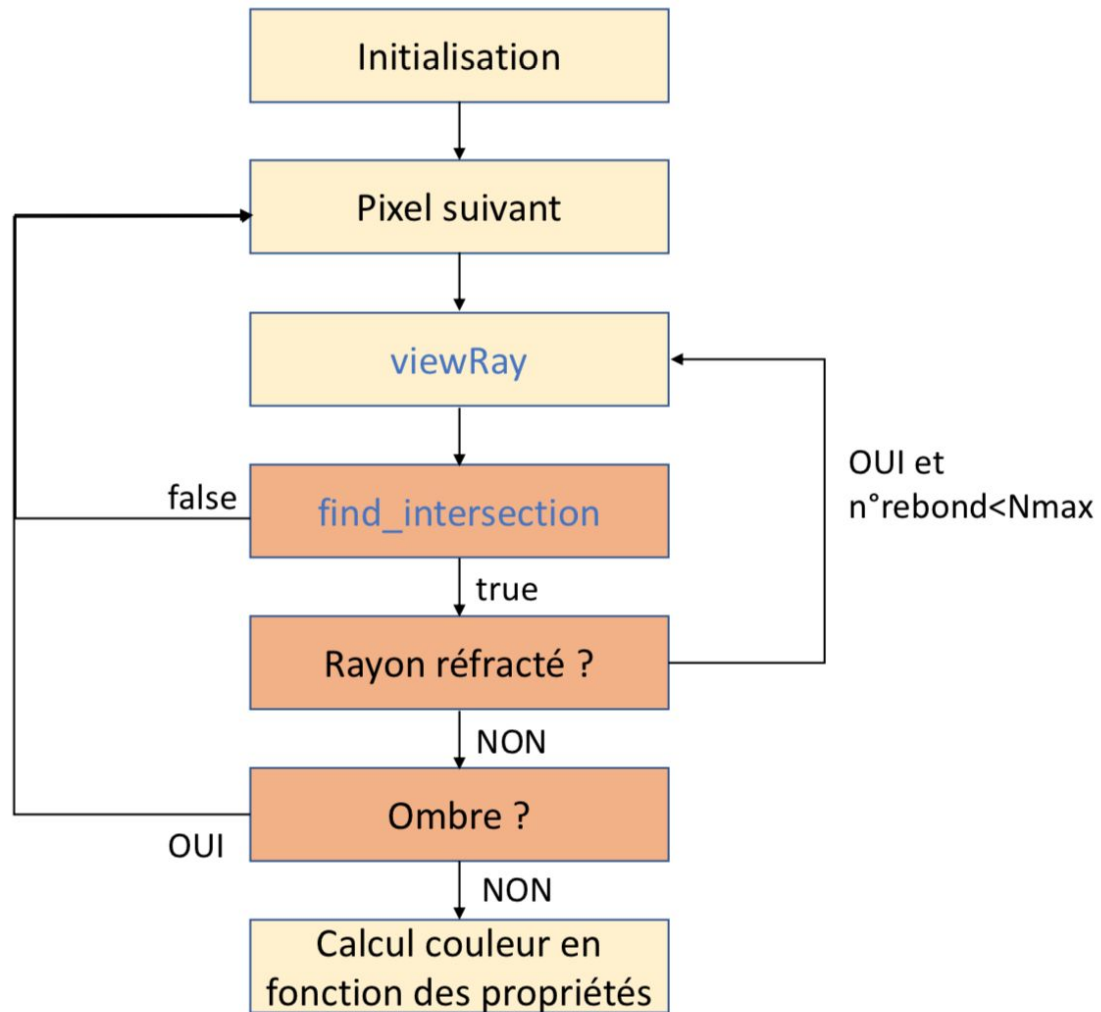 Initialisation
Pixel suivant
viewRay
false
find_intersection
OUI et
n°rebond<Nmax
true
Rayon réfracté ?
NON
Ombre ?
OUI
NON
Calcul couleur en
fonction des propriétés